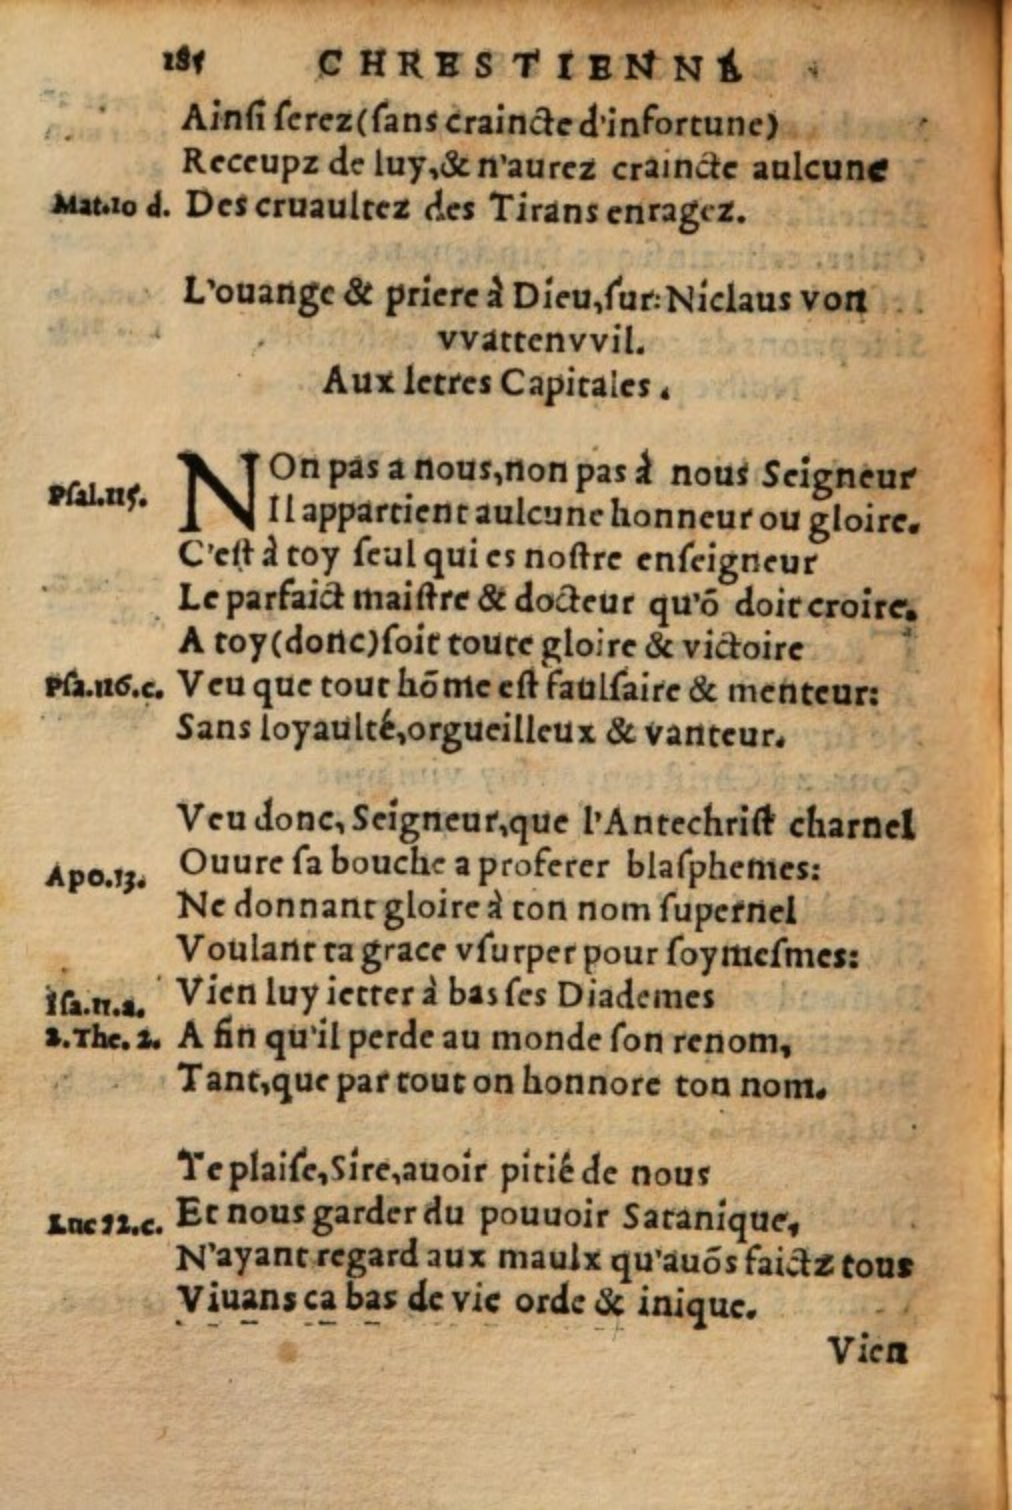 185 CHRESTIENNE
Ainſi ſerez (ſans craincte d'infortune)
Receupz de luy, & n'aurez craincte aulcune
Mat.10 d. Des cruaultez des Tirans enragez.
L'ouange & priere à Dieu, ſur: Niclaus von
vvattenvvil.
Aux letres Capitales.
NOn pas a nous, non pas à nous Seigneur
Pſal.115. Il appartient aulcune honneur ou gloire.
C'eſt à toy ſeul qui es noſtre enſeigneur
Le parfaict maiſtre & docteur qu'õ doit croire.
A toy (donc) ſoit toute gloire & victoire
Pſa.116.c. Veu que tout hõme eſt faulſaire & menteur:
Sans loyaulté, orgueilleux & vanteur.
Veu donc, Seigneur, que l'Antechriſt charnel
Apo.13. Ouure ſa bouche a proferer blaſphemes:
Ne donnant gloire à ton nom ſupernel
Voulant ta grace vſurper pour ſoymeſmes:
Iſa.11.a. Vien luy ietter à bas ſes Diademes
2.The.2. A fin qu'il perde au monde ſon renom,
Tant, que par tout on honnore ton nom.
Te plaiſe, Sire, auoir pitié de nous
Luc 22.c. Et nous garder du pouuoir Satanique,
N'ayant regard aux maulx qu'auõs faictz tous
Viuans ca bas de vie orde & inique.
Vien